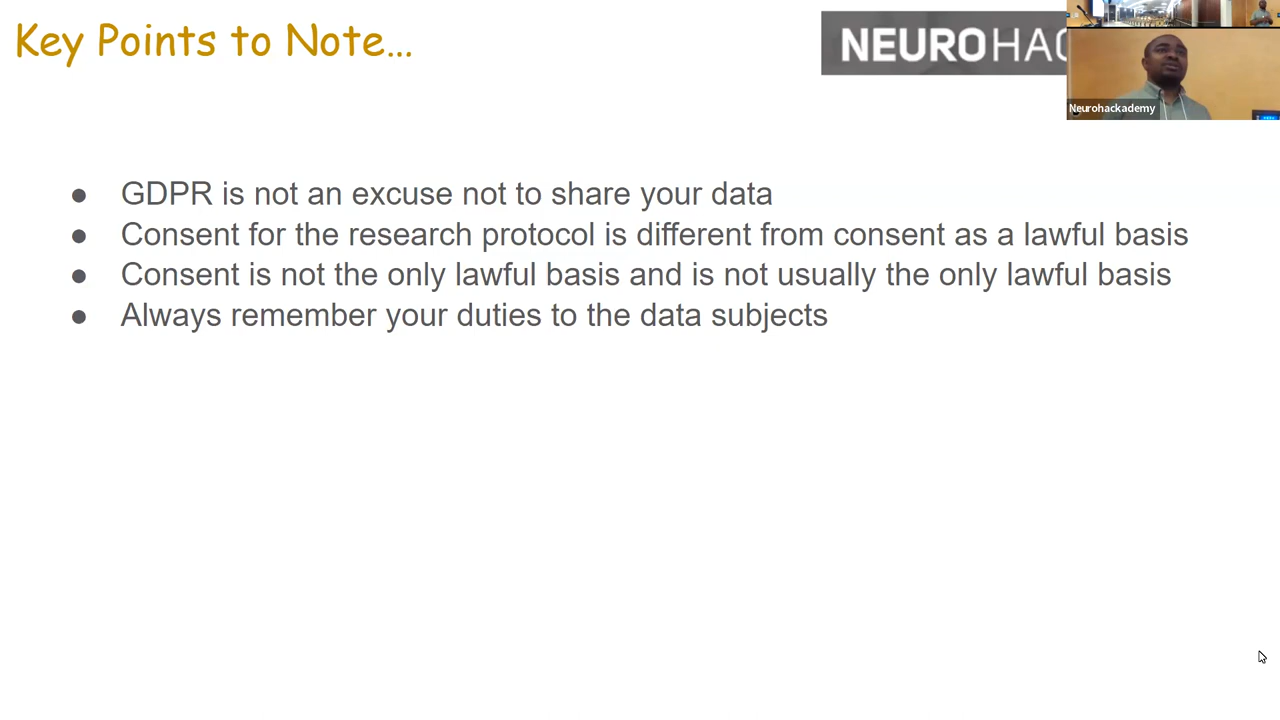 Key Points to Note...
NEUROHAC
Neurohackademy
● GDPR is not an excuse not to share your data
● Consent for the research protocol is different from consent as a lawful basis
● Consent is not the only lawful basis and is not usually the only lawful basis
● Always remember your duties to the data subjects